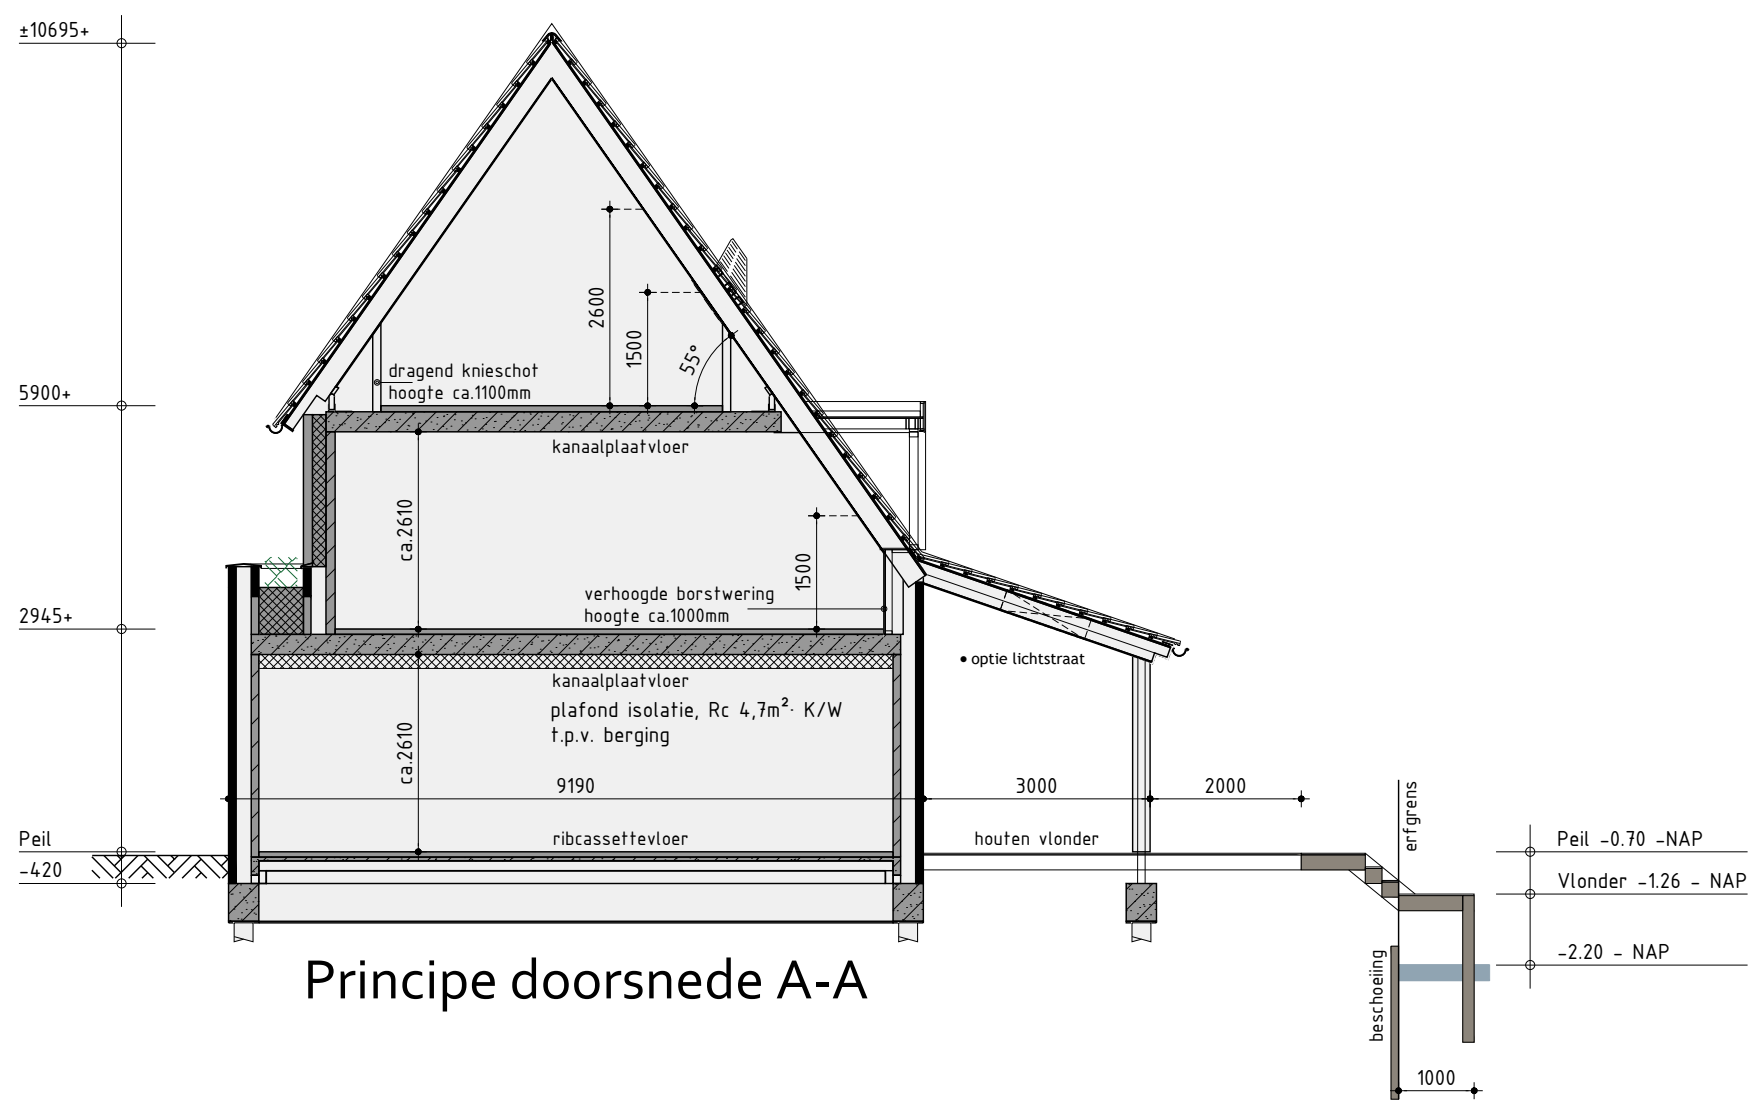 ±10695+
2600
1500
55°
dragend knieschot
hoogte ca.1100mm
5900+
kanaalplaatvloer
ca.2610
1500
verhoogde borstwering
hoogte ca.1000mm
2945+
• optie lichtstraat
kanaalplaatvloer
plafond isolatie, Rc 4,7m²· K/W
t.p.v. berging
ca.2610
9190
3000
2000
erfgrens
Peil
ribcassettevloer
houten vlonder
Peil -0.70 -NAP
-420
Vlonder -1.26 - NAP
-2.20 - NAP
Principe doorsnede A-A
beschoeiing
1000